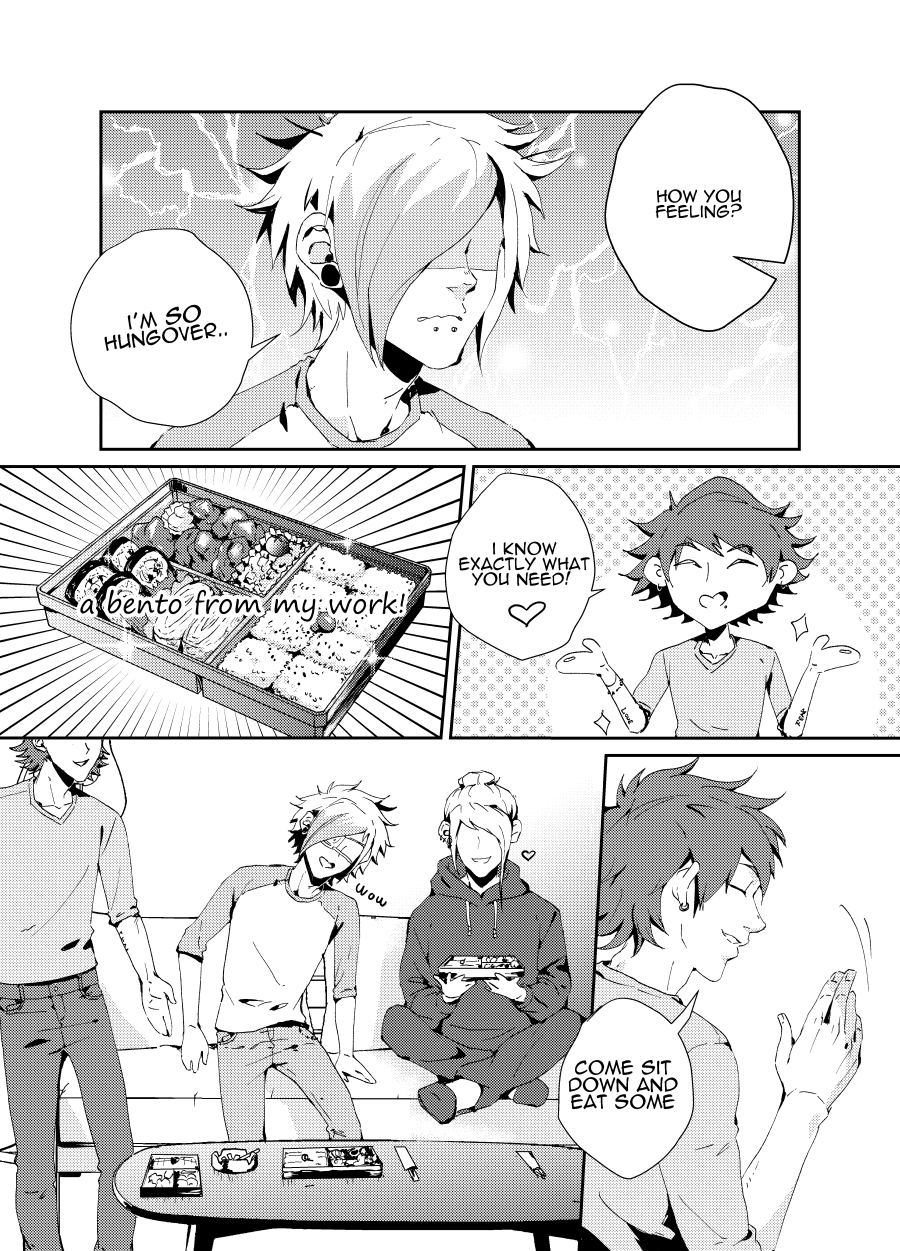 HOW YOU
FEELING?
I'M SO
HUNGOVER..
a bento from my work!
I KNOW
EXACTLY WHAT
YOU NEED!
WOW
COME SIT
DOWN AND
EAT SOME